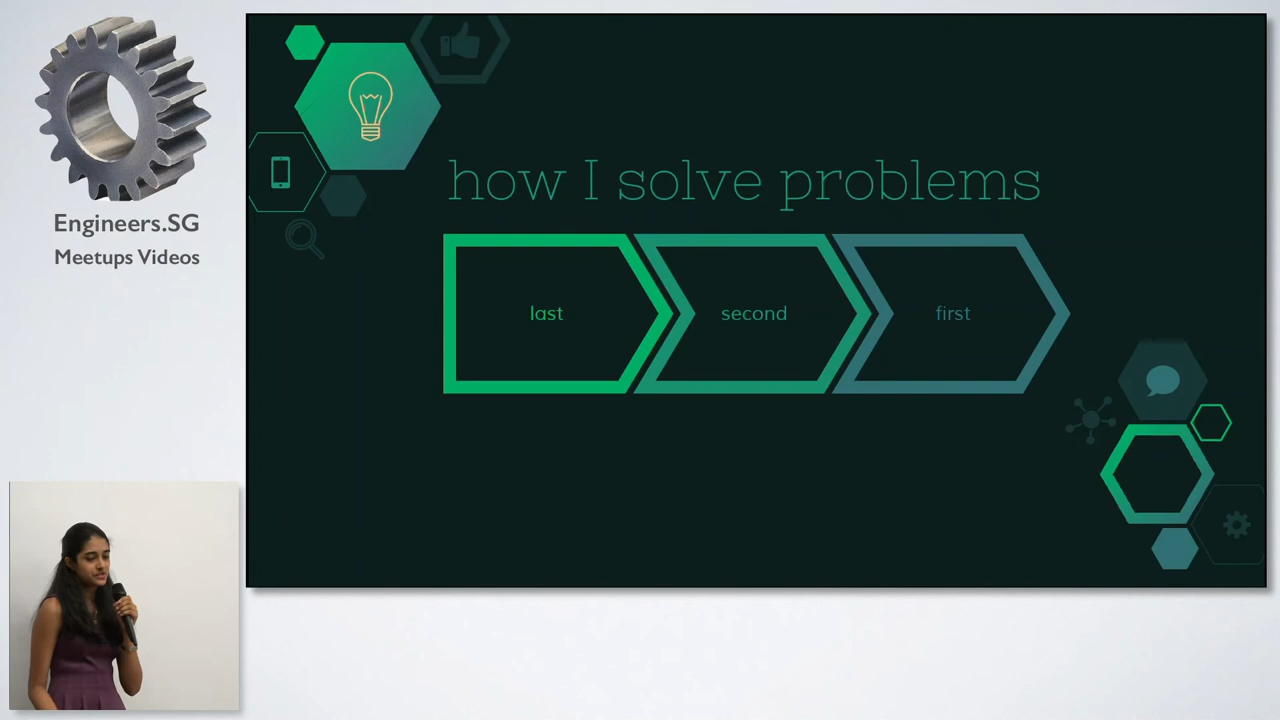 Engineers.SG
Meetups Videos
how I solve problems
last
second
first